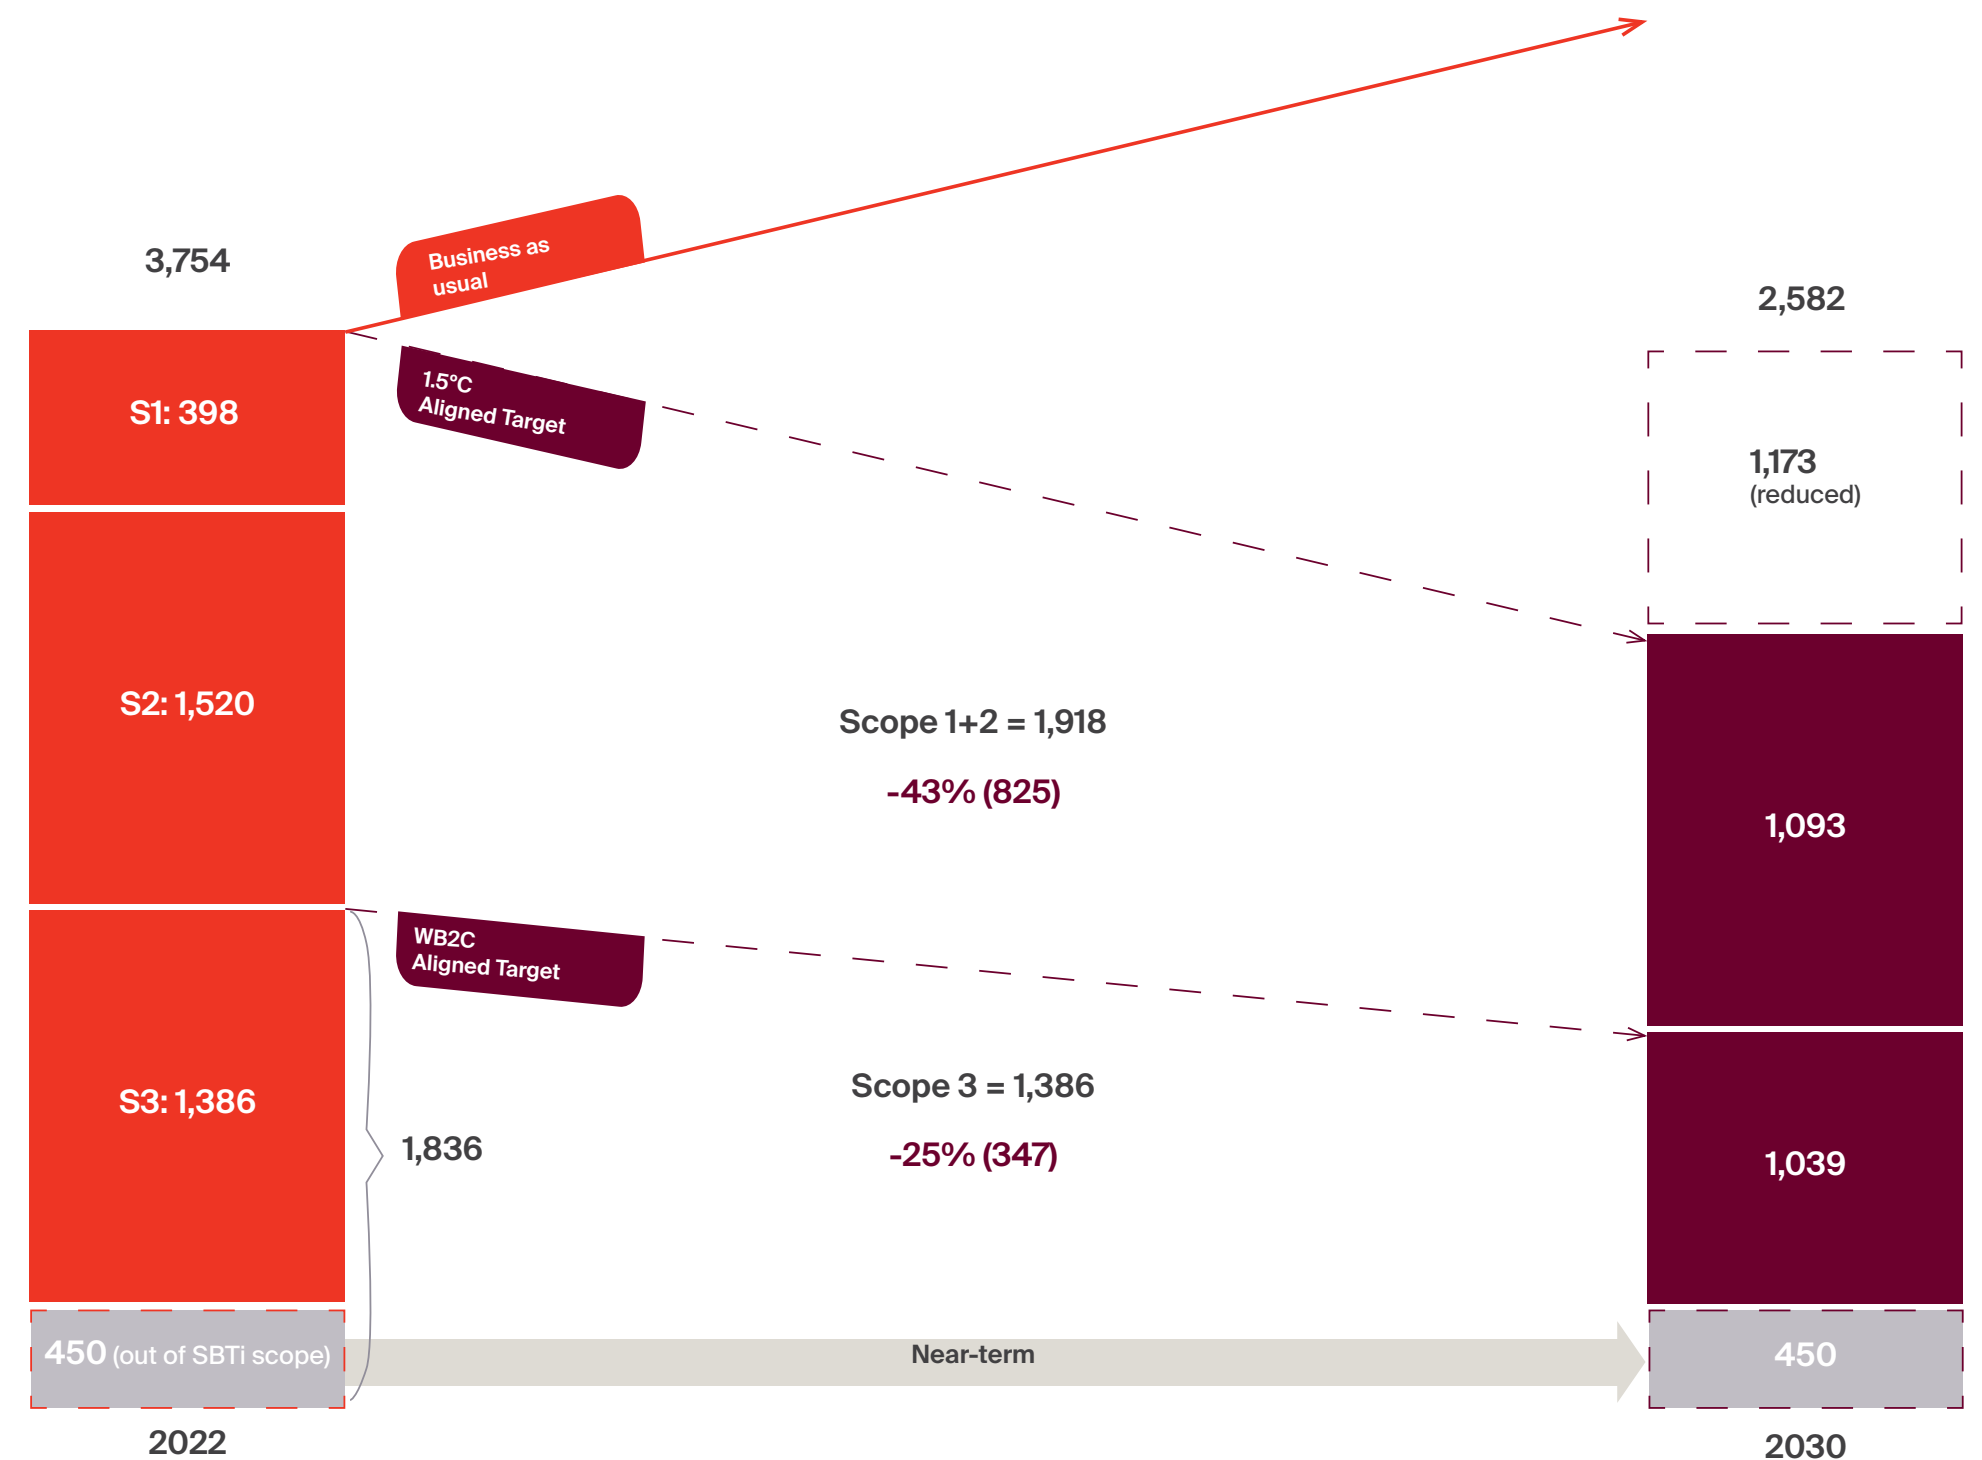 3,754
Business as
usual
2,582
1.5°C
Aligned Target
S1: 398
1,173
(reduced)
S2: 1,520
Scope 1+2 = 1,918
-43% (825)
1,093
WB2C
Aligned Target
S3: 1,386
1,836
Scope 3 = 1,386
-25% (347)
1,039
450 (out of SBTi scope)
Near-term
450
2022
2030